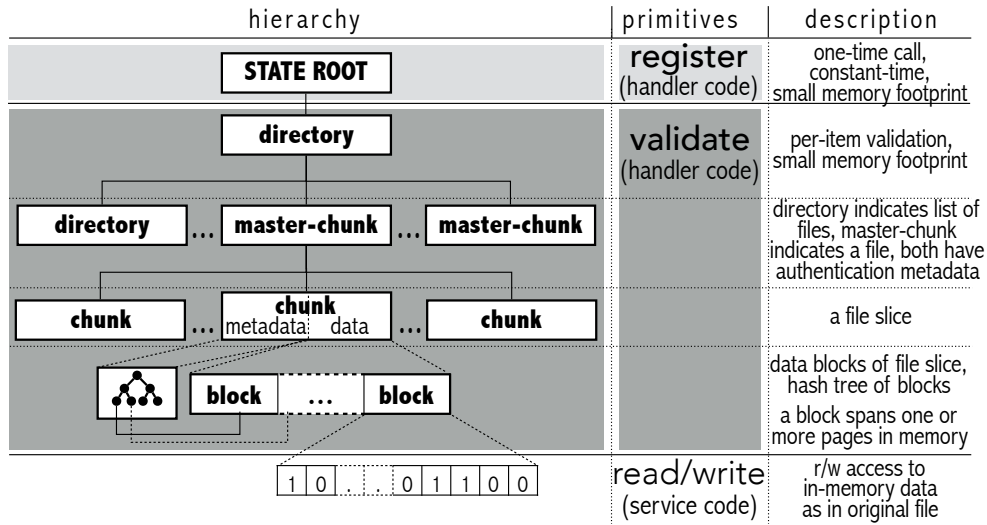 hierarchy primitives description
STATE ROOT register one-time call,
(handler code) constant-time,
small memory footprint
directory validate per-item validation,
(handler code) small memory footprint
directory ... master-chunk ... master-chunk directory indicates list of
files, master-chunk
indicates a file, both have
authentication metadata
chunk ... chunk ... chunk a file slice
metadata data
data blocks of file slice,
hash tree of blocks
block ... block
a block spans one or
more pages in memory
1 0 . . 0 1 1 0 0 read/write r/w access to
(service code) in-memory data
as in original file